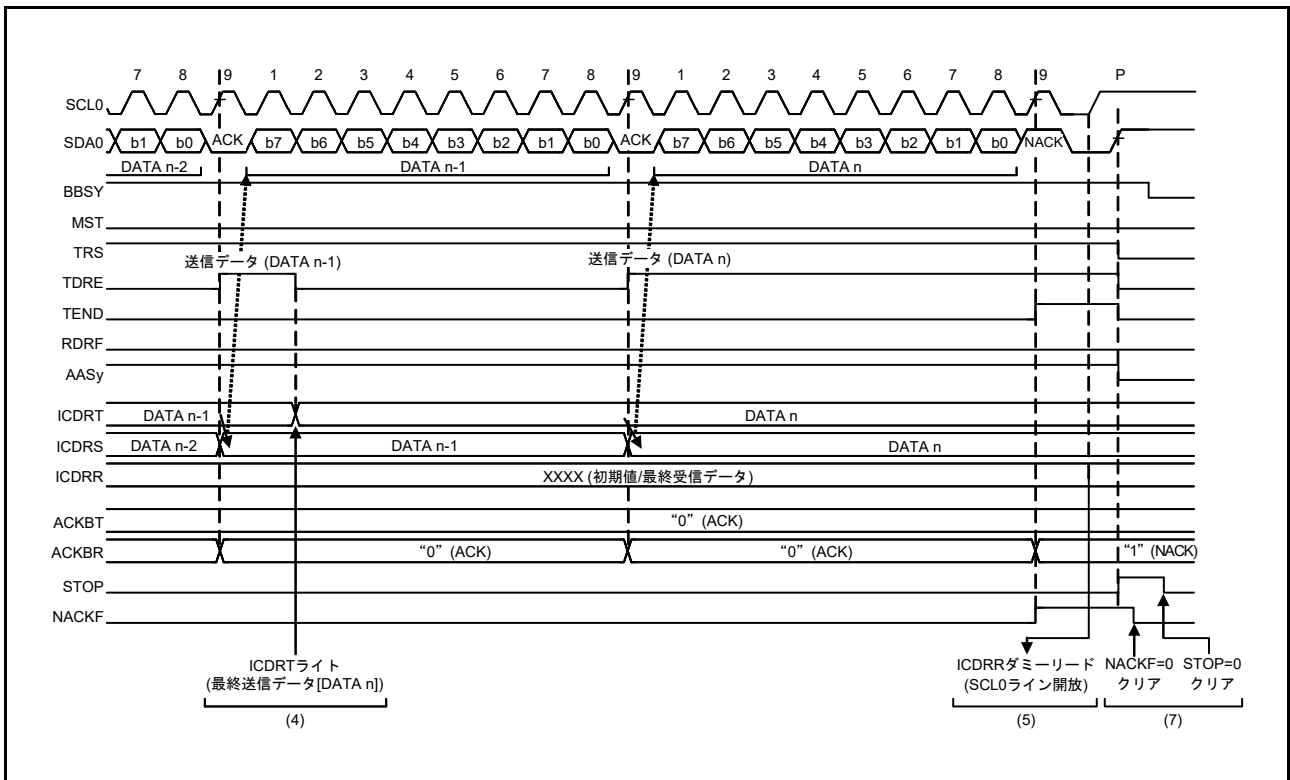 7 8 9 1 2 3 4 5 6 7 8 9 1 2 3 4 5 6 7 8 9 P
SCL0
SDA0 b1 b0 ACK b7 b6 b5 b4 b3 b2 b1 b0 ACK b7 b6 b5 b4 b3 b2 b1 b0 NACK
DATA n-2 DATA n-1 DATA n
BBSY
MST
TRS
送信データ (DATA n-1) 送信データ (DATA n)
TDRE
TEND
RDRF
AASy
ICDRT DATA n-1 DATA n
ICDRS DATA n-2 DATA n-1 DATA n
ICDRR XXXX (初期値/最終受信データ)
ACKBT “0” (ACK)
ACKBR “0” (ACK) “0” (ACK) “1” (NACK)
STOP
NACKF
ICDRTライト
(最終送信データ[DATA n])
(4)
ICDRRダミーリード
(SCL0ライン開放)
(5)
NACKF=0
クリア
STOP=0
クリア
(7)